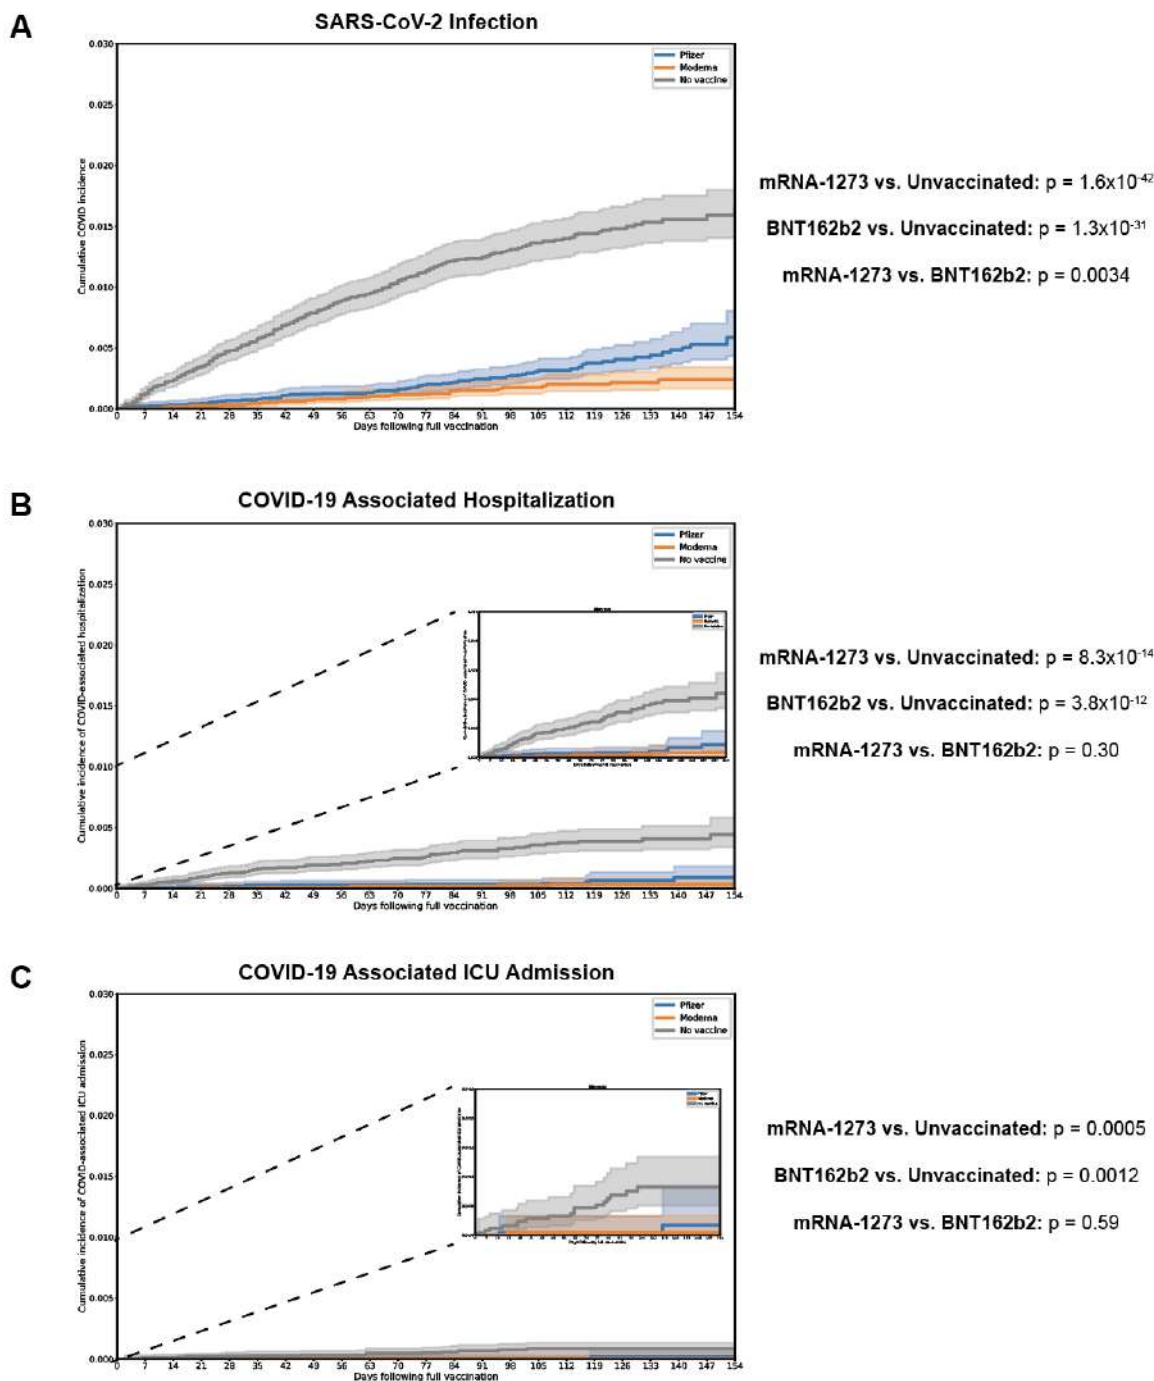 A
SARS-CoV-2 Infection
0.030
0.025
0.020
0.015
0.010
0.005
0.000
Cumulative COVID incidence
Pfizer
Moderna
No vaccine
0 7 14 21 28 35 42 49 56 63 70 77 84 91 98 105 112 119 126 133 140 147 154
Days following full vaccination
mRNA-1273 vs. Unvaccinated: p = 1.6x10-42
BNT162b2 vs. Unvaccinated: p = 1.3x10-31
mRNA-1273 vs. BNT162b2: p = 0.0034
B
COVID-19 Associated Hospitalization
0.030
0.025
0.020
0.015
0.010
0.005
0.000
Cumulative incidence of COVID-associated hospitalization
Pfizer
Moderna
No vaccine
0 7 14 21 28 35 42 49 56 63 70 77 84 91 98 105 112 119 126 133 140 147 154
Days following full vaccination
mRNA-1273 vs. Unvaccinated: p = 8.3x10-14
BNT162b2 vs. Unvaccinated: p = 3.8x10-12
mRNA-1273 vs. BNT162b2: p = 0.30
C
COVID-19 Associated ICU Admission
0.030
0.025
0.020
0.015
0.010
0.005
0.000
Cumulative incidence of COVID-associated ICU admission
Pfizer
Moderna
No vaccine
0 7 14 21 28 35 42 49 56 63 70 77 84 91 98 105 112 119 126 133 140 147 154
Days following full vaccination
mRNA-1273 vs. Unvaccinated: p = 0.0005
BNT162b2 vs. Unvaccinated: p = 0.0012
mRNA-1273 vs. BNT162b2: p = 0.59